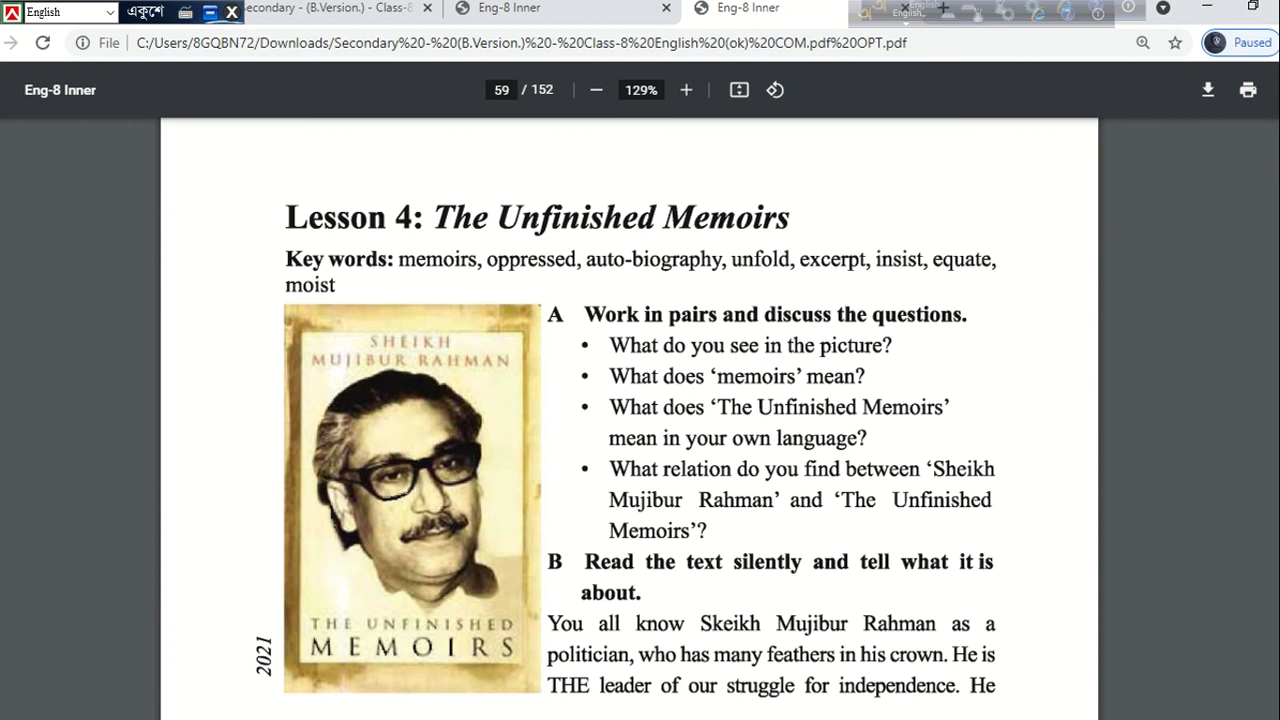 English
একুশে
econdary - (B.Version.) - Class-8
Eng-8 Inner
Eng-8 Inner
English
File
C:/Users/8GQBN72/Downloads/Secondary%20-%20(B.Version.)%20-%20Class-8%20English%20(ok)%20COM.pdf%20OPT.pdf
Paused
Eng-8 Inner
59 / 152
129%
Lesson 4: The Unfinished Memoirs
Key words: memoirs, oppressed, auto-biography, unfold, excerpt, insist, equate,
moist
SHEIKH
MUJIBUR RAHMAN
THE UNFINISHED
MEMOIRS
2021
A Work in pairs and discuss the questions.
• What do you see in the picture?
• What does ‘memoirs’ mean?
• What does ‘The Unfinished Memoirs’
mean in your own language?
• What relation do you find between ‘Sheikh
Mujibur Rahman’ and ‘The Unfinished
Memoirs’?
B Read the text silently and tell what it is
about.
You all know Skeikh Mujibur Rahman as a
politician, who has many feathers in his crown. He is
THE leader of our struggle for independence. He